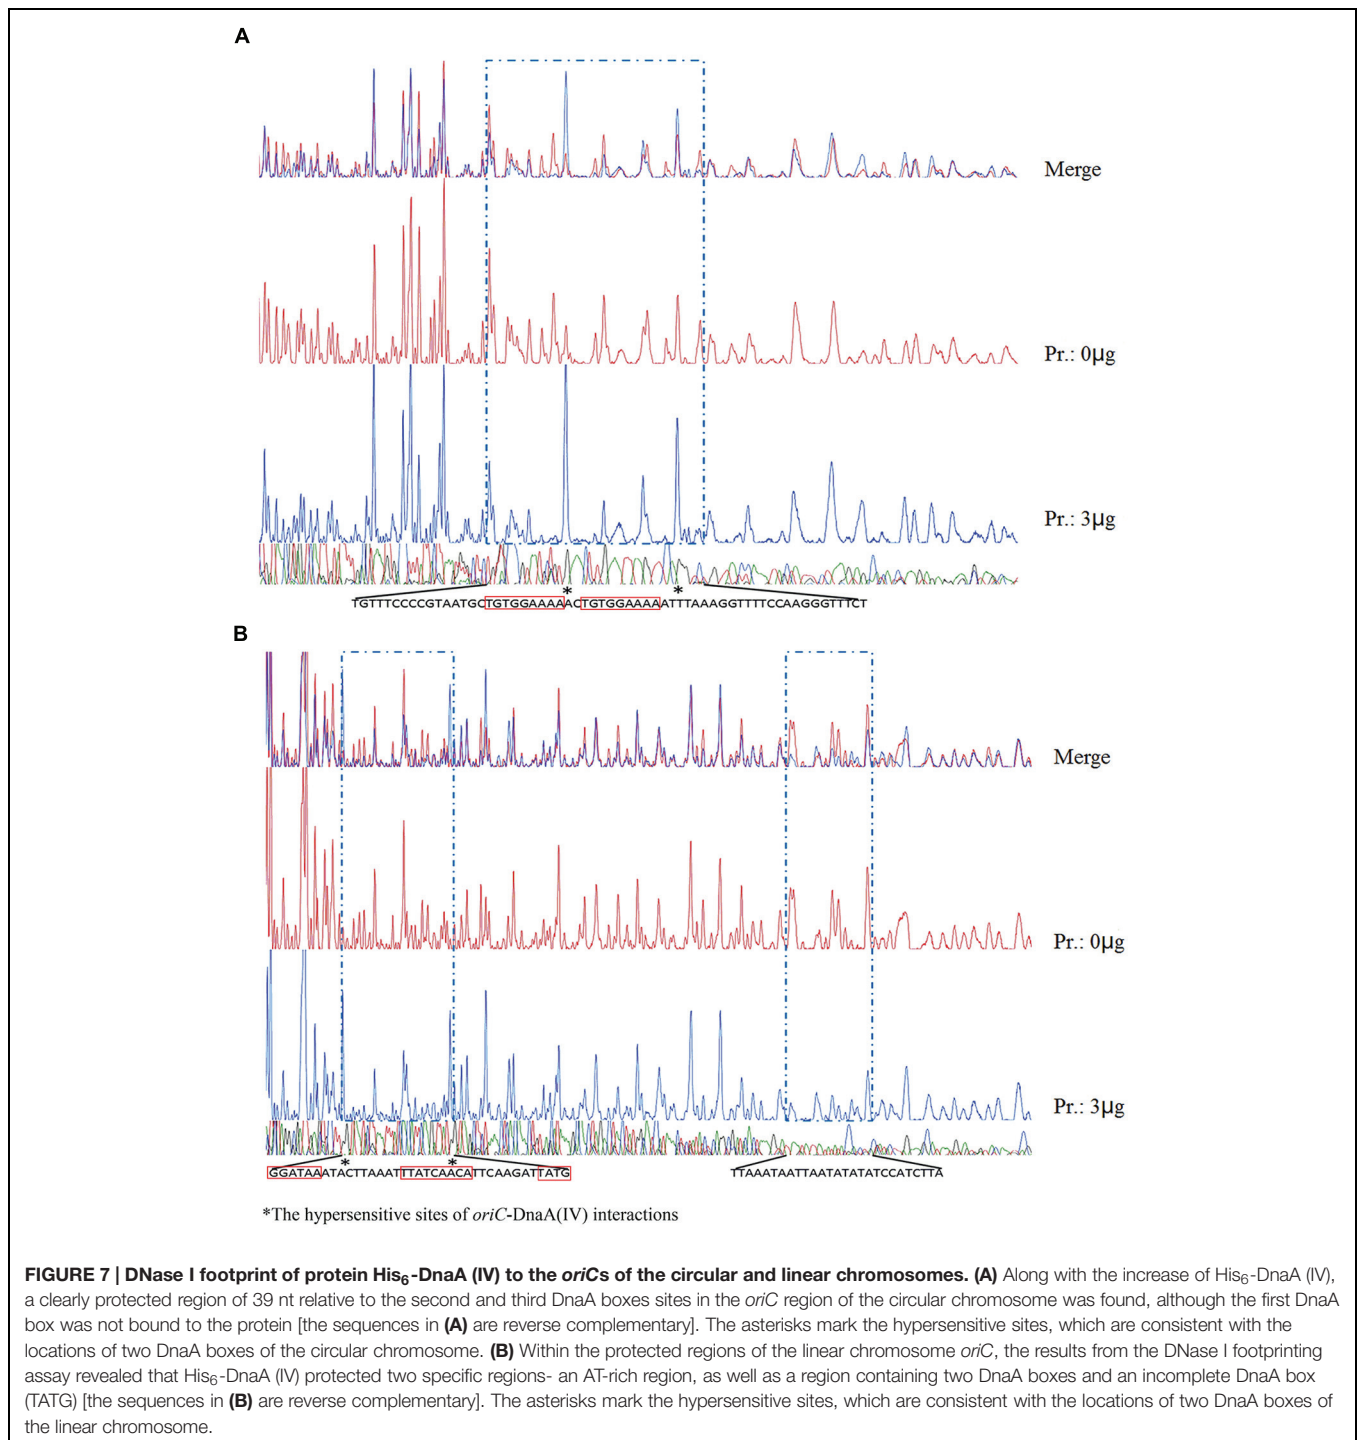 A
Merge
Pr.: 0μg
Pr.: 3μg
* *
TGTTTCCCCGTAATGCTGTGGAAAAACTGTGGAAAAATTTAAAGGTTTTCCAAGGGTTTCT
B
Merge
Pr.: 0μg
Pr.: 3μg
* *
GGATAAATACTTAAATTTATCAACATTCAAGATTATG TTAAATAATTAATATATATCCATCTTA
*The hypersensitive sites of oriC-DnaA(IV) interactions
FIGURE 7 | DNase I footprint of protein His6-DnaA (IV) to the oriCs of the circular and linear chromosomes. (A) Along with the increase of His6-DnaA (IV),
a clearly protected region of 39 nt relative to the second and third DnaA boxes sites in the oriC region of the circular chromosome was found, although the first DnaA
box was not bound to the protein [the sequences in (A) are reverse complementary]. The asterisks mark the hypersensitive sites, which are consistent with the
locations of two DnaA boxes of the circular chromosome. (B) Within the protected regions of the linear chromosome oriC, the results from the DNase I footprinting
assay revealed that His6-DnaA (IV) protected two specific regions- an AT-rich region, as well as a region containing two DnaA boxes and an incomplete DnaA box
(TATG) [the sequences in (B) are reverse complementary]. The asterisks mark the hypersensitive sites, which are consistent with the locations of two DnaA boxes of
the linear chromosome.